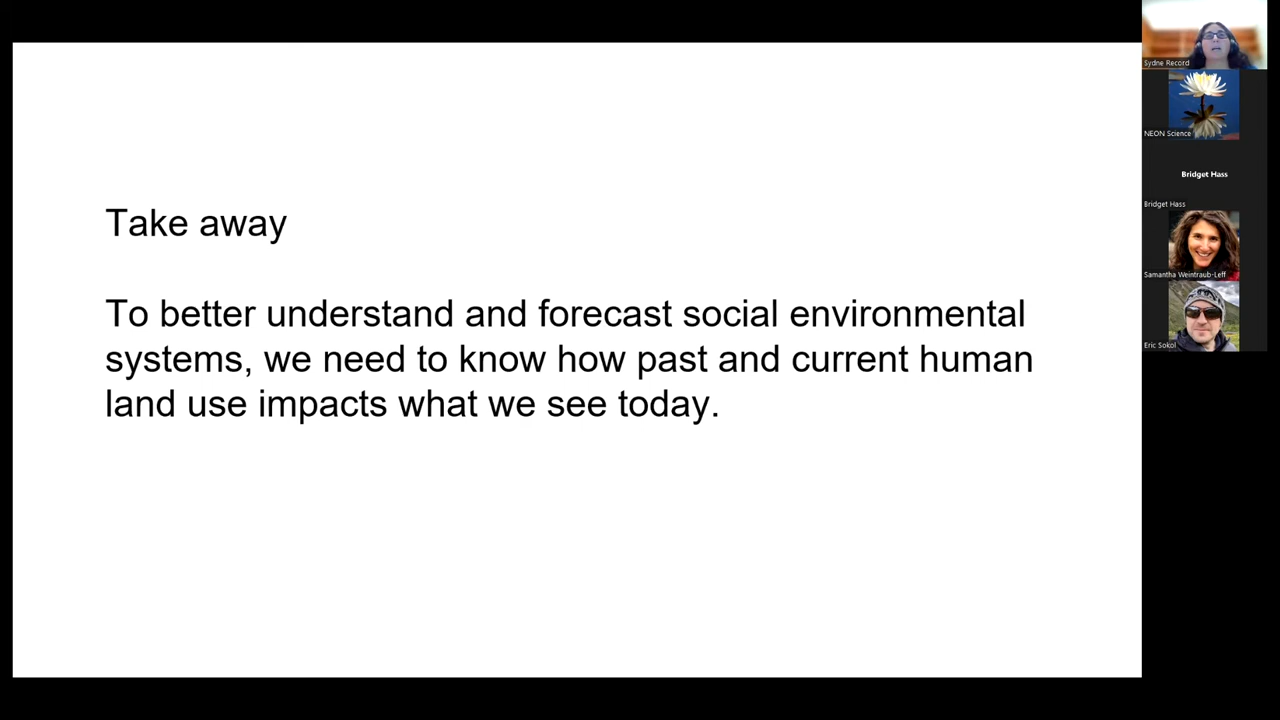 Take away
To better understand and forecast social environmental
systems, we need to know how past and current human
land use impacts what we see today.
Sydne Record
NEON Science
Bridget Hass
Bridget Hass
Samantha Weintraub-Leff
Eric Sokol